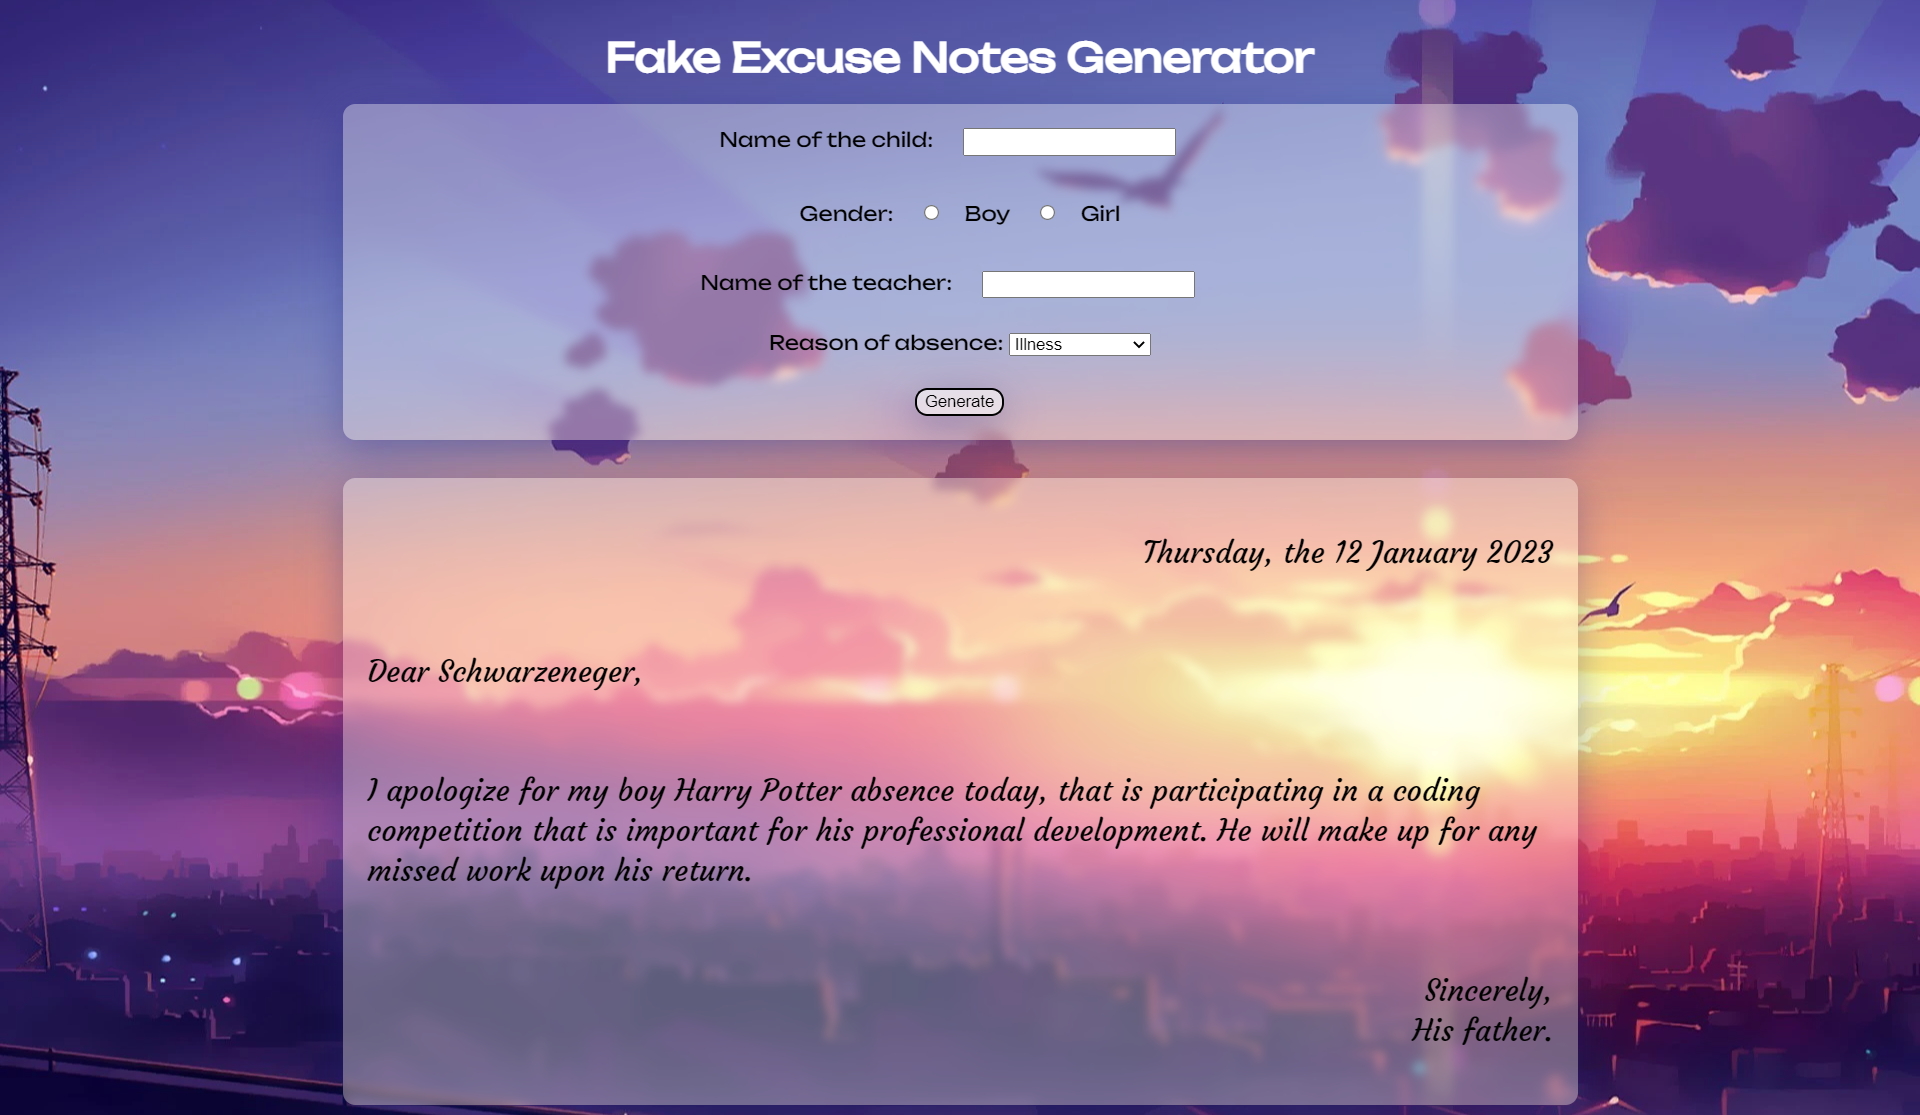 Fake Excuse Notes Generator
Name of the child:
Gender: Boy Girl
Name of the teacher:
Reason of absence: Illness
Generate
Thursday, the 12 January 2023
Dear Schwarzeneger,
I apologize for my boy Harry Potter absence today, that is participating in a coding
competition that is important for his professional development. He will make up for any
missed work upon his return.
Sincerely,
His father.